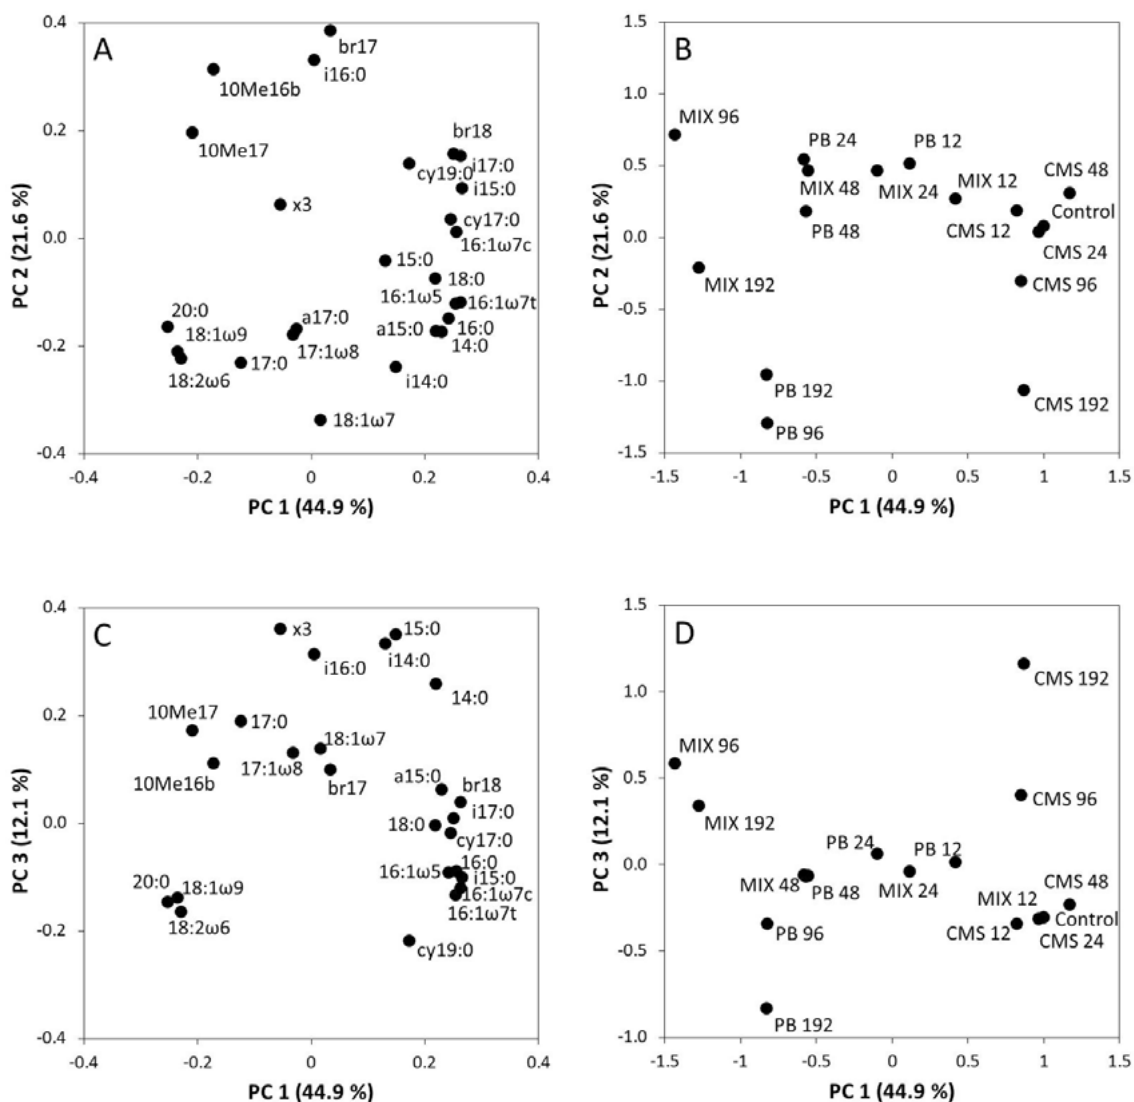 A
0.4
0.2
0.0
-0.2
-0.4
PC 2 (21.6 %)
br17
i16:0
10Me16b
10Me17
br18
i17:0
cy19:0
i15:0
x3
cy17:0
16:1ω7c
15:0
18:0
16:1ω5
16:1ω7t
20:0
a17:0
18:1ω9
a15:0
16:0
17:1ω8
14:0
18:2ω6
17:0
i14:0
18:1ω7
-0.4
-0.2
0
0.2
0.4
PC 1 (44.9 %)
B
1.5
1.0
0.5
0.0
-0.5
-1.0
-1.5
PC 2 (21.6 %)
MIX 96
PB 24
PB 12
CMS 48
MIX 48
MIX 24
MIX 12
Control
PB 48
CMS 12
CMS 24
MIX 192
CMS 96
PB 192
CMS 192
PB 96
-1.5
-1
-0.5
0
0.5
1
1.5
PC 1 (44.9 %)
C
0.4
0.2
0.0
-0.2
-0.4
PC 3 (12.1 %)
x3
15:0
i14:0
i16:0
14:0
10Me17
17:0
18:1ω7
17:1ω8
10Me16b
br17
a15:0
br18
i17:0
18:0
cy17:0
16:0
16:1ω5
i15:0
20:0
18:1ω9
16:1ω7c
16:1ω7t
18:2ω6
cy19:0
-0.4
-0.2
0
0.2
0.4
PC 1 (44.9 %)
D
1.5
1.0
0.5
0.0
-0.5
-1.0
PC 3 (12.1 %)
CMS 192
MIX 96
CMS 96
MIX 192
PB 24
PB 12
MIX 48
PB 48
MIX 24
MIX 12
CMS 48
Control
PB 96
CMS 12
CMS 24
PB 192
-1.5
-1
-0.5
0
0.5
1
1.5
PC 1 (44.9 %)